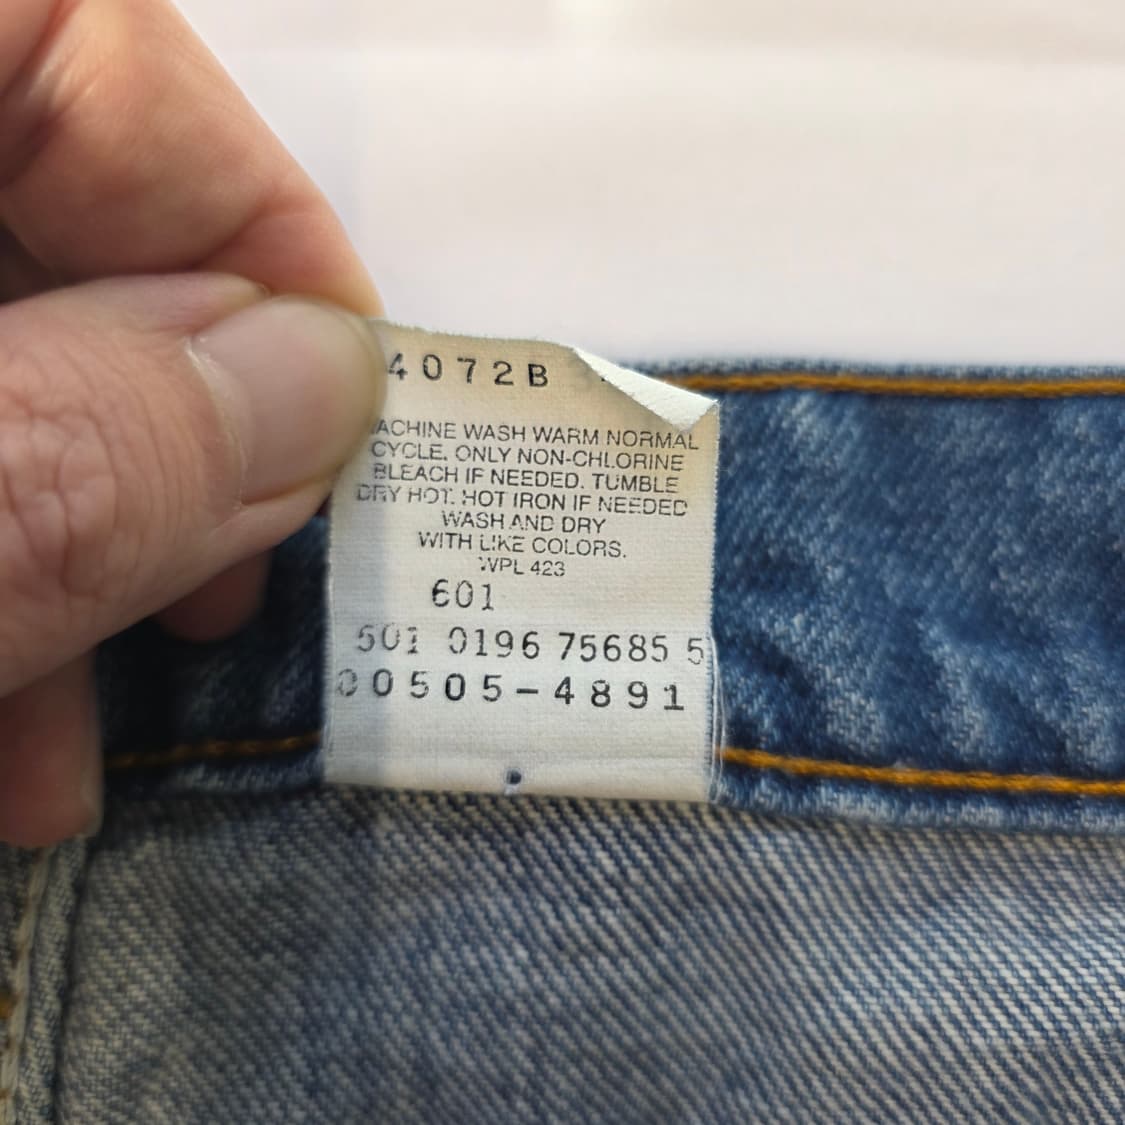 4072B
ACHINE WASH WARM NORMAL
CYCLE. ONLY NON-CHLORINE
BLEACH IF NEEDED. TUMBLE
DRY HOT. HOT IRON IF NEEDED
WASH AND DRY
WITH LIKE COLORS.
WPL 423
601
501 0196 75685 5
00505-4891